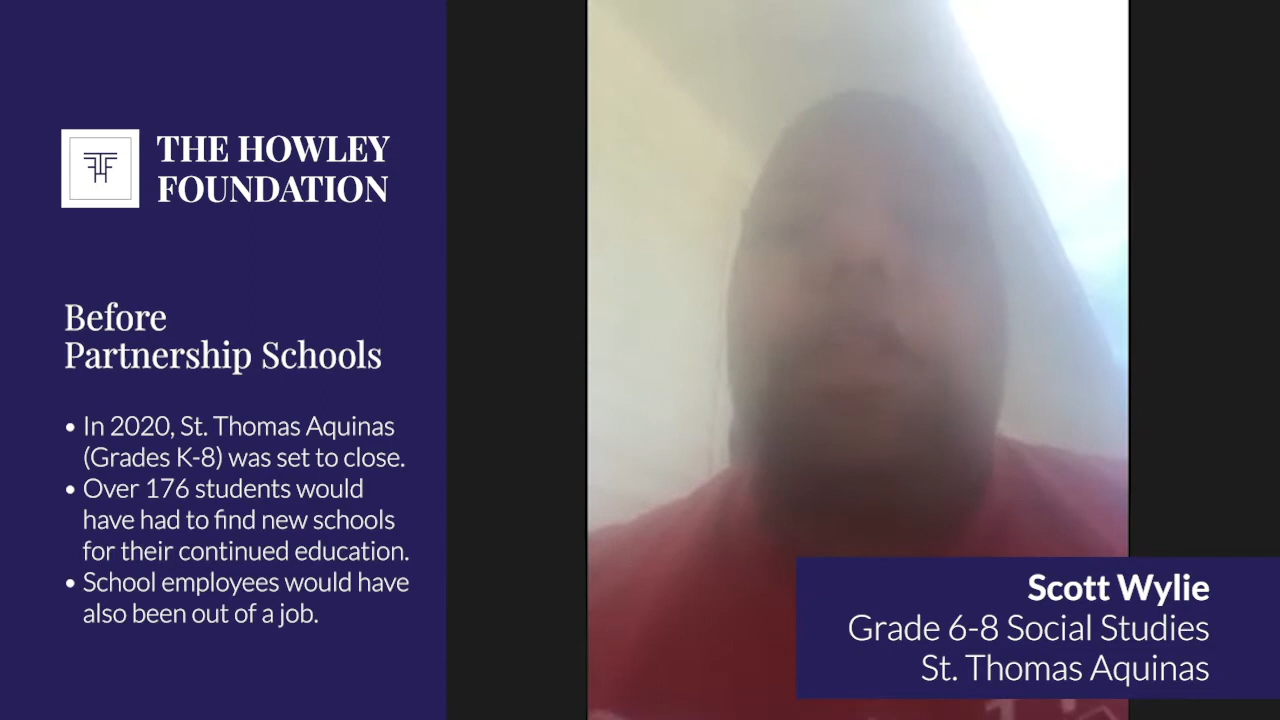 THE HOWLEY
FOUNDATION
Before
Partnership Schools
• In 2020, St. Thomas Aquinas
(Grades K-8) was set to close.
• Over 176 students would
have had to find new schools
for their continued education.
• School employees would have
also been out of a job.
Scott Wylie
Grade 6-8 Social Studies
St. Thomas Aquinas